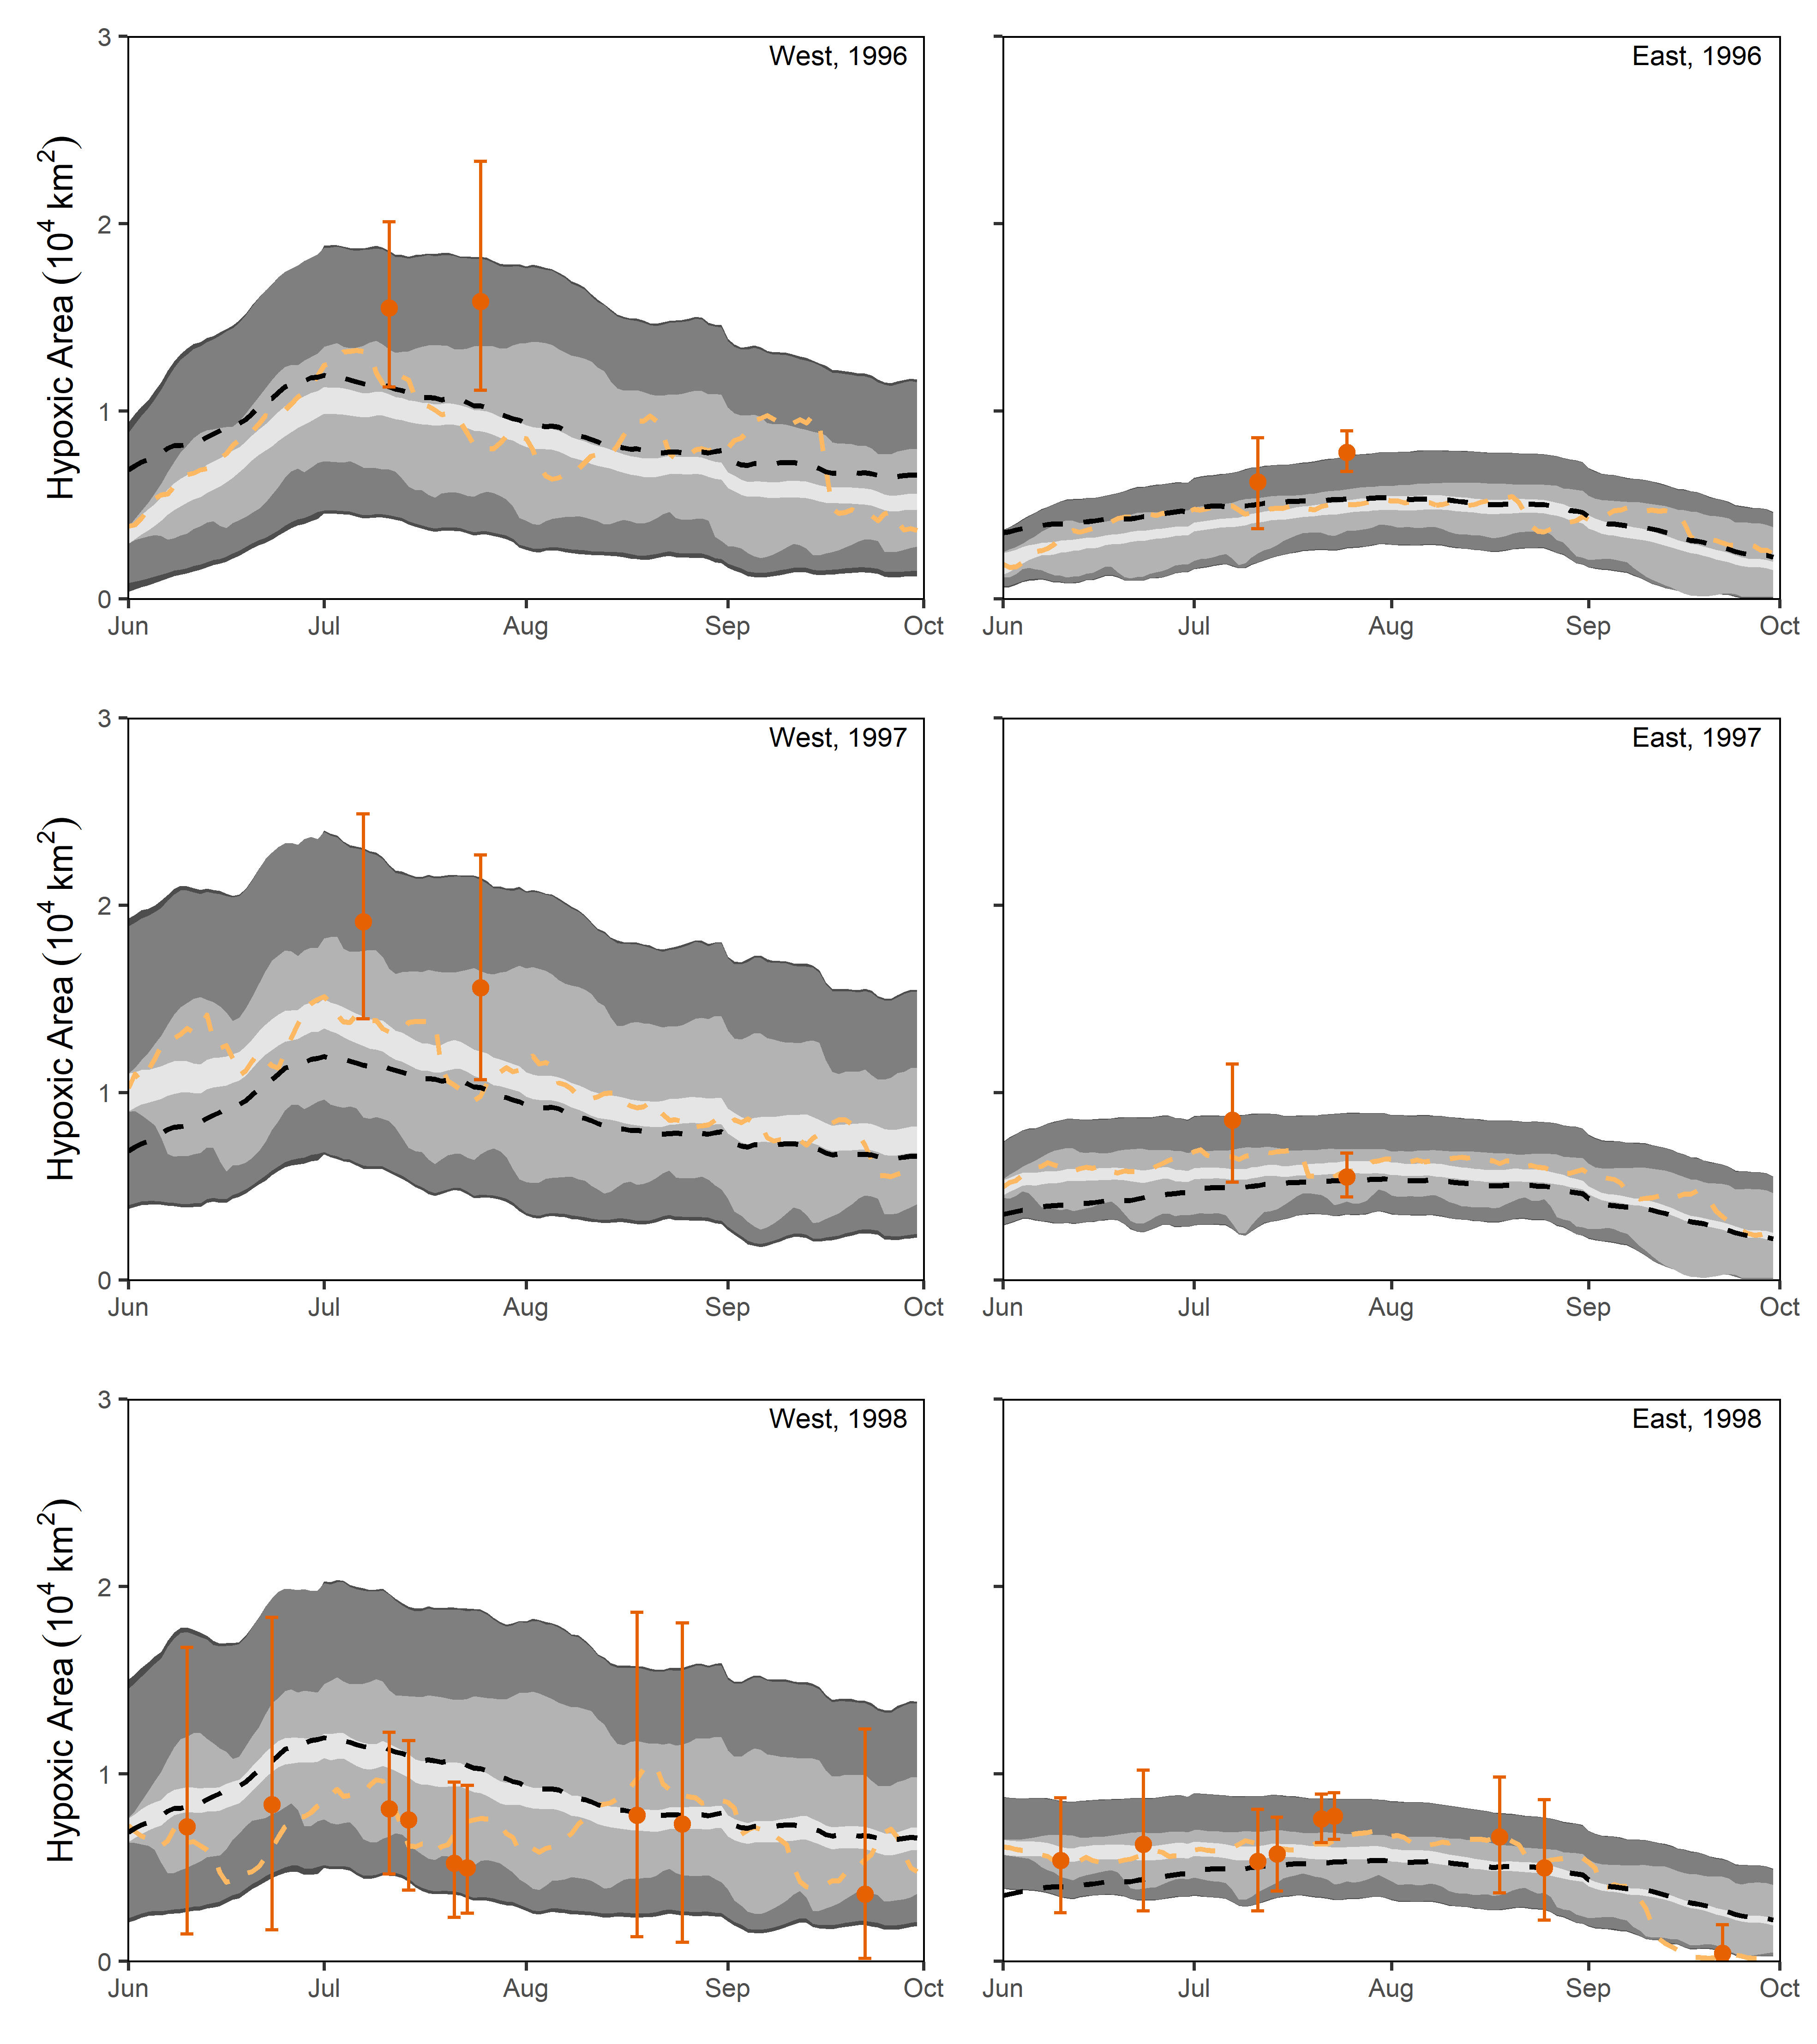 West, 1996
East, 1996
Hypoxic Area (10⁴ km²)
3
2
1
0
Jun Jul Aug Sep Oct
Jun Jul Aug Sep Oct
West, 1997
East, 1997
Hypoxic Area (10⁴ km²)
3
2
1
0
Jun Jul Aug Sep Oct
Jun Jul Aug Sep Oct
West, 1998
East, 1998
Hypoxic Area (10⁴ km²)
3
2
1
0
Jun Jul Aug Sep Oct
Jun Jul Aug Sep Oct